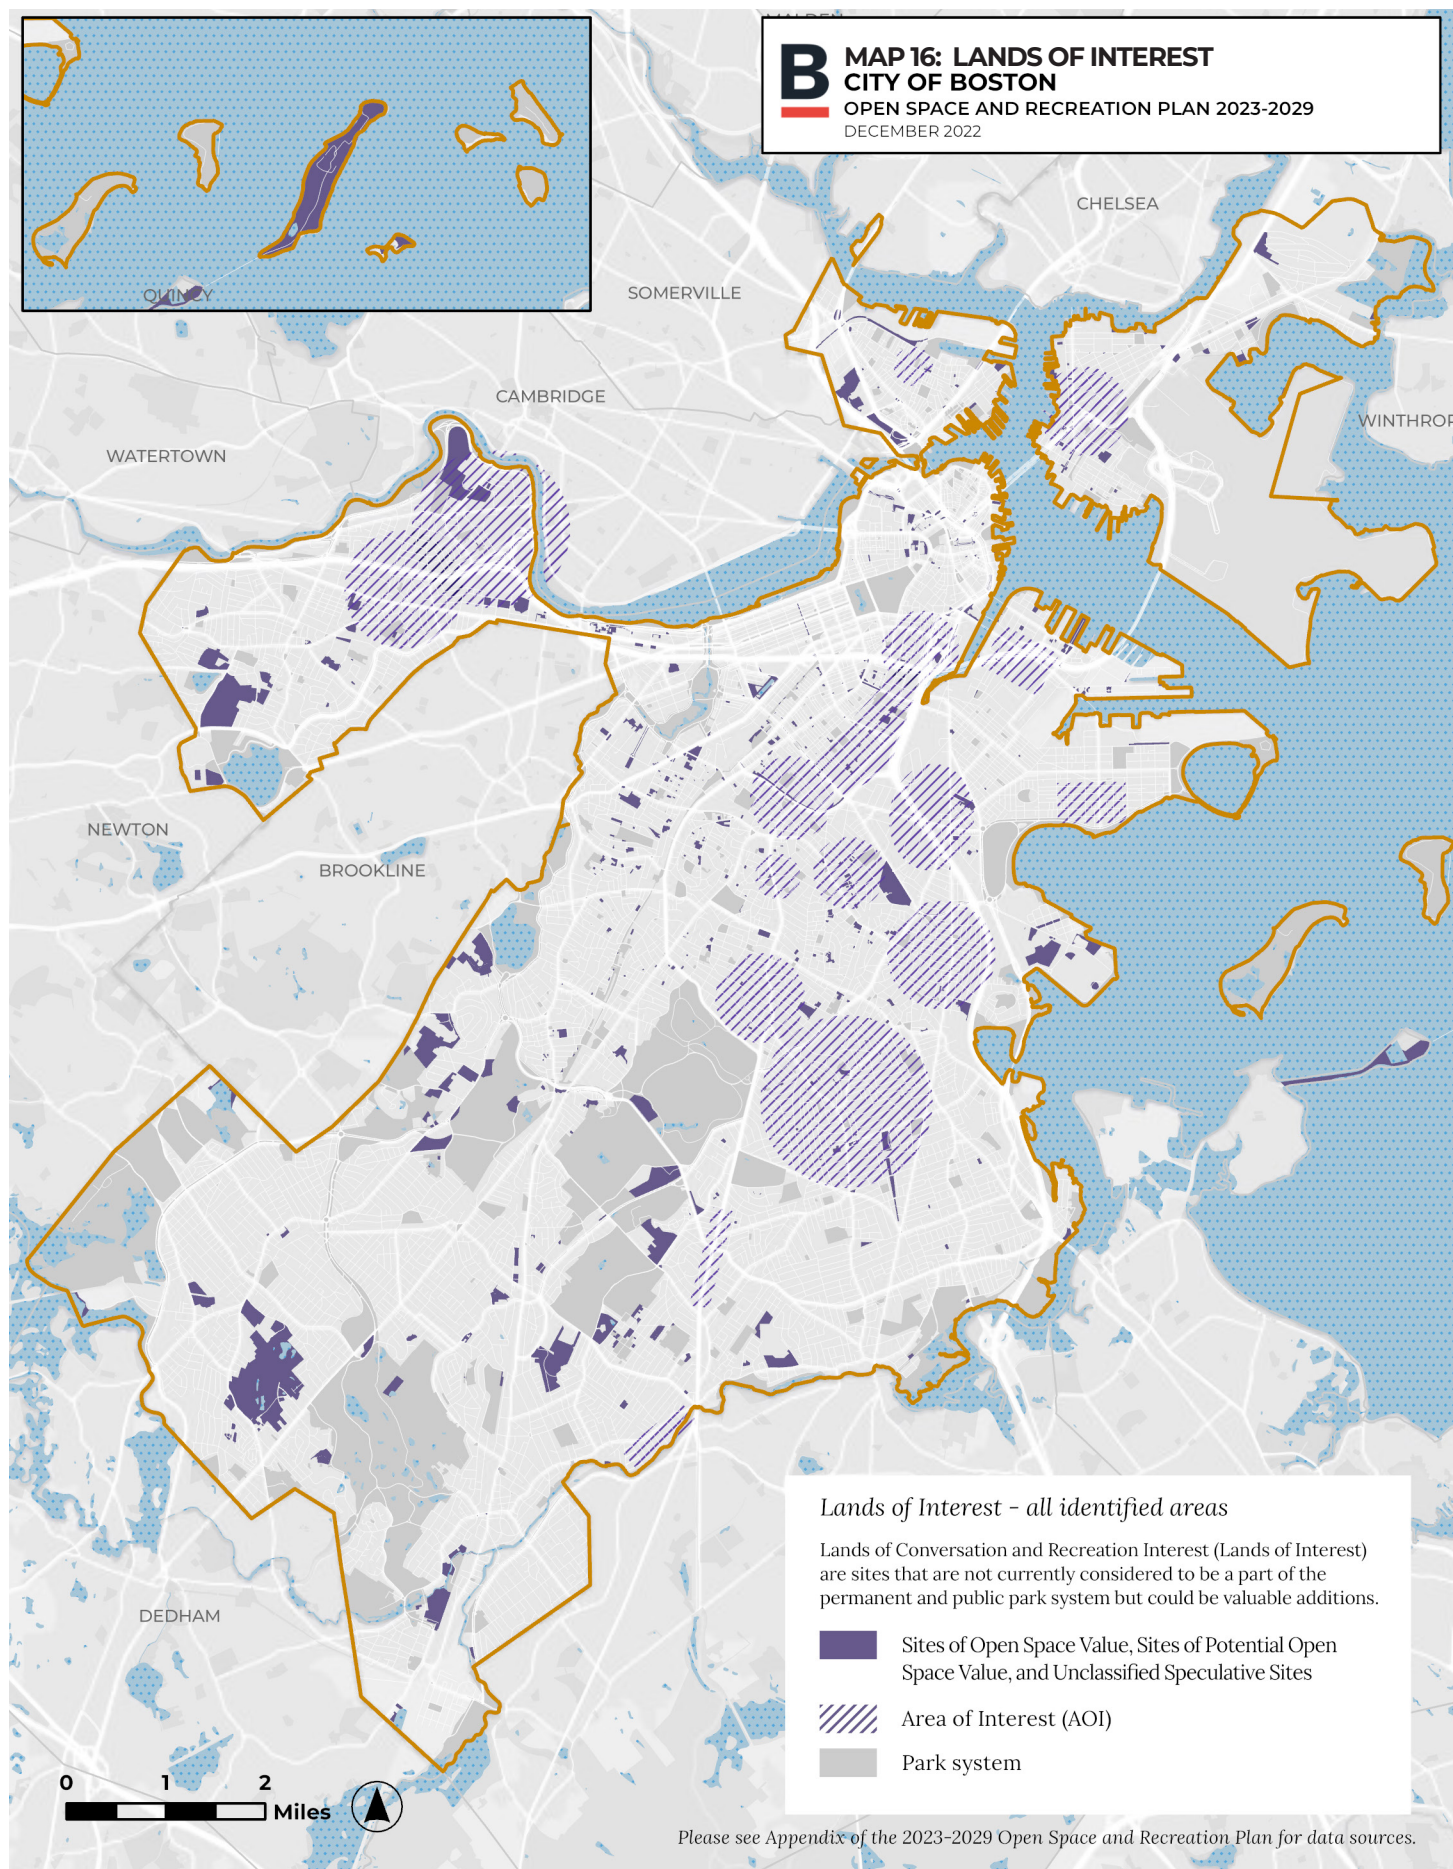 MALDEN
B
MAP 16: LANDS OF INTEREST
CITY OF BOSTON
OPEN SPACE AND RECREATION PLAN 2023-2029
DECEMBER 2022
CHELSEA
QUINCY
SOMERVILLE
CAMBRIDGE
WINTHROP
WATERTOWN
NEWTON
BROOKLINE
DEDHAM
Lands of Interest - all identified areas
Lands of Conversation and Recreation Interest (Lands of Interest)
are sites that are not currently considered to be a part of the
permanent and public park system but could be valuable additions.
Sites of Open Space Value, Sites of Potential Open
Space Value, and Unclassified Speculative Sites
Area of Interest (AOI)
Park system
0 1 2
Miles
Please see Appendix of the 2023-2029 Open Space and Recreation Plan for data sources.